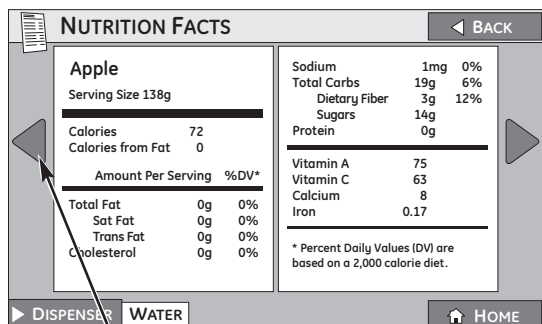 NUTRITION FACTS
BACK
Apple
Serving Size 138g
Calories 72
Calories from Fat 0
Amount Per Serving %DV*
Total Fat 0g 0%
Sat Fat 0g 0%
Trans Fat 0g 0%
Cholesterol 0g 0%
Sodium 1mg 0%
Total Carbs 19g 6%
Dietary Fiber 3g 12%
Sugars 14g
Protein 0g
Vitamin A 75
Vitamin C 63
Calcium 8
Iron 0.17
* Percent Daily Values (DV) are
based on a 2,000 calorie diet.
DISPENSER WATER
HOME